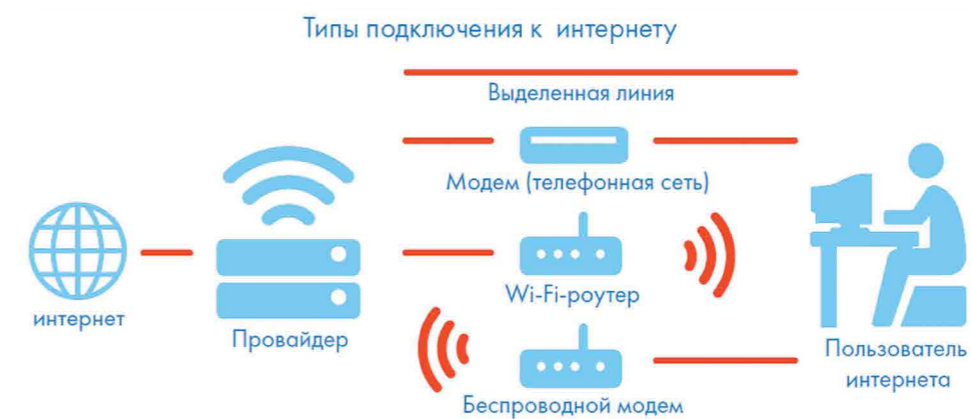 Типы подключения к интернету
Выделенная линия
Модем (телефонная сеть)
Wi-Fi-роутер
интернет
Провайдер
Пользователь
интернета
Беспроводной модем